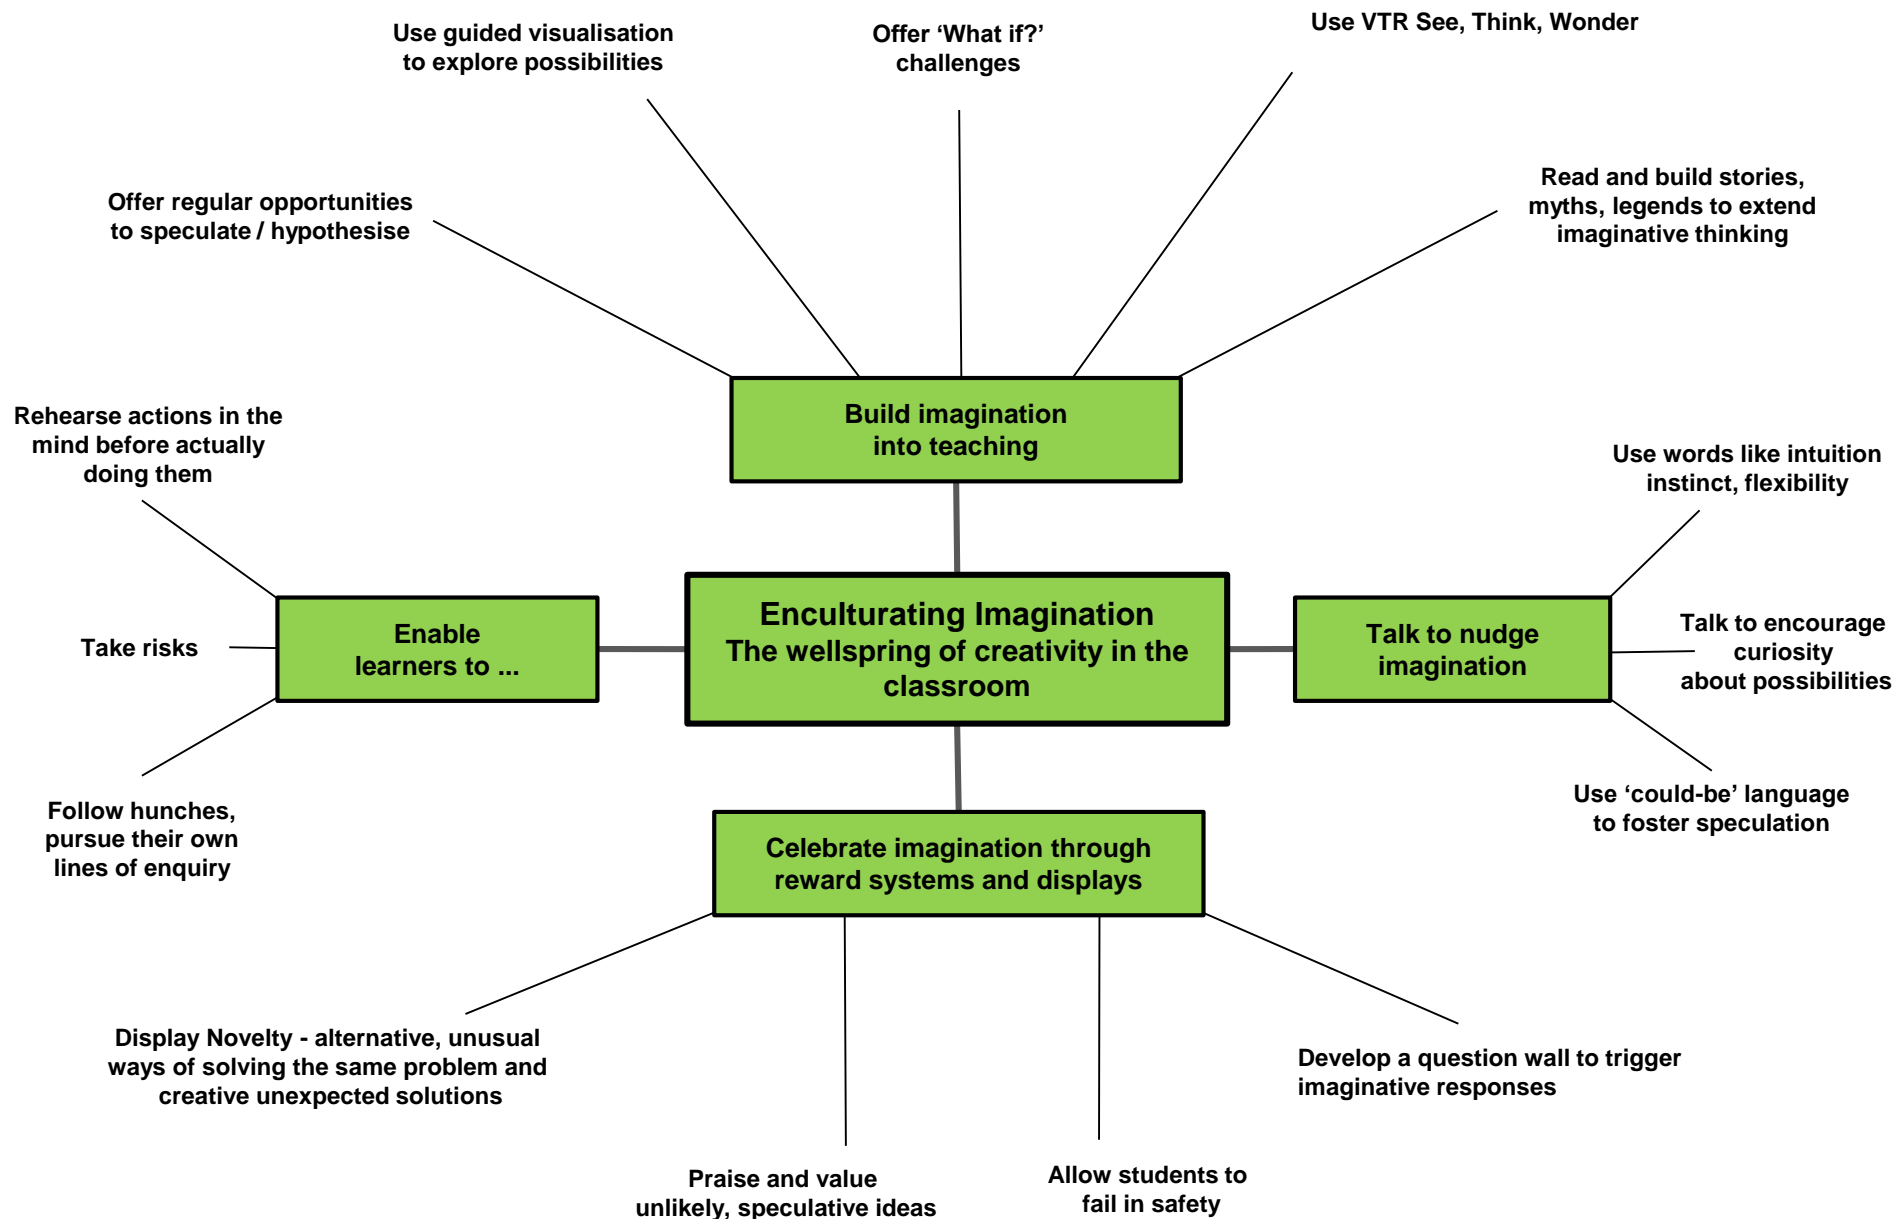 Use guided visualisation
to explore possibilities
Offer ‘What if?’
challenges
Use VTR See, Think, Wonder
Offer regular opportunities
to speculate / hypothesise
Read and build stories,
myths, legends to extend
imaginative thinking
Build imagination
into teaching
Rehearse actions in the
mind before actually
doing them
Use words like intuition
instinct, flexibility
Take risks
Enable
learners to ...
Enculturating Imagination
The wellspring of creativity in the
classroom
Talk to nudge
imagination
Talk to encourage
curiosity
about possibilities
Follow hunches,
pursue their own
lines of enquiry
Use ‘could-be’ language
to foster speculation
Celebrate imagination through
reward systems and displays
Display Novelty - alternative, unusual
ways of solving the same problem and
creative unexpected solutions
Develop a question wall to trigger
imaginative responses
Praise and value
unlikely, speculative ideas
Allow students to
fail in safety